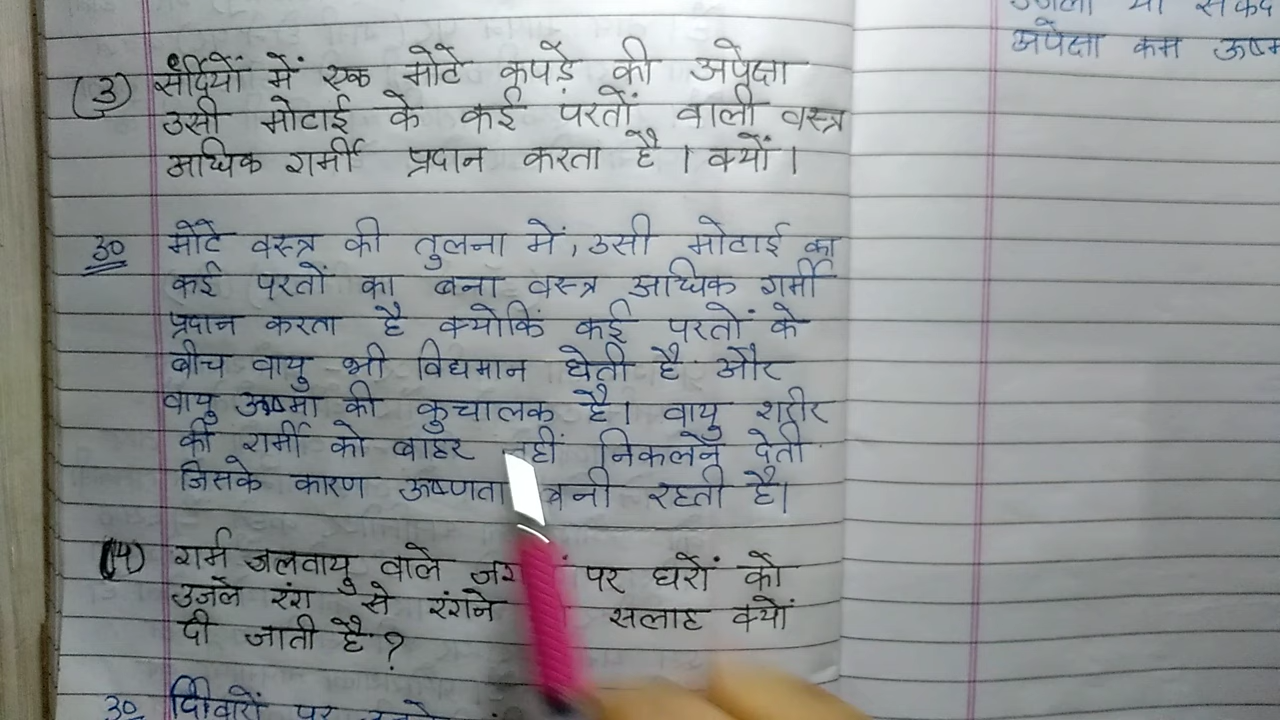 (3) सर्दियों में एक मोटे कपड़े की अपेक्षा
उसी मोटाई के कई परतों वाली वस्त्र
अधिक गर्मी प्रदान करता है । क्यों ।
उ० मोटे वस्त्र की तुलना में, उसी मोटाई का
कई परतों का बना वस्त्र अधिक गर्मी
प्रदान करता है क्योंकि कई परतों के
बीच वायु भी विद्यमान होती है और
वायु ऊष्मा की कुचालक है। वायु शरीर
की गर्मी को बाहर नहीं निकलने देती
जिसके कारण ऊष्णता बनी रहती है।
(4) गर्म जलवायु वाले पर घरों को
उजले रंग से रंगने सलाह क्यों
दी जाती है ?
उ० दिवारों पर
अपेक्षा कम